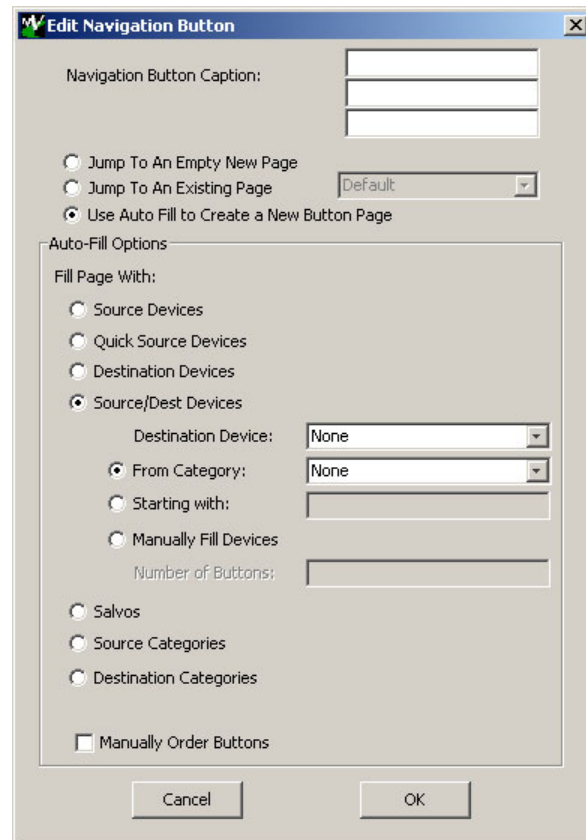 Edit Navigation Button
Navigation Button Caption:
Jump To An Empty New Page
Jump To An Existing Page Default
Use Auto Fill to Create a New Button Page
Auto-Fill Options
Fill Page With:
Source Devices
Quick Source Devices
Destination Devices
Source/Dest Devices
Destination Device: None
From Category: None
Starting with:
Manually Fill Devices
Number of Buttons:
Salvos
Source Categories
Destination Categories
Manually Order Buttons
Cancel OK